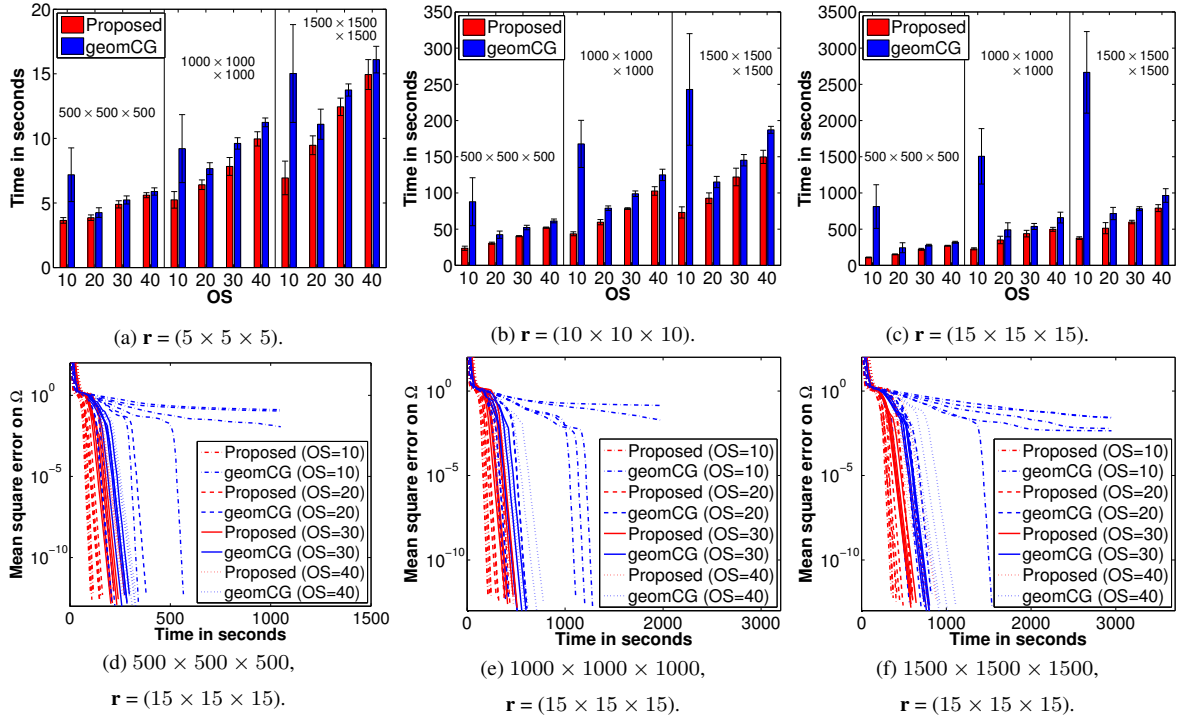 Proposed
geomCG
Time in seconds
20
15
10
5
0
500 × 500 × 500
1000 × 1000
× 1000
1500 × 1500
× 1500
10 20 30 40 10 20 30 40 10 20 30 40
OS
(a) r = (5 × 5 × 5).
Proposed
geomCG
Time in seconds
350
300
250
200
150
100
50
0
500 × 500 × 500
1000 × 1000
× 1000
1500 × 1500
× 1500
10 20 30 40 10 20 30 40 10 20 30 40
OS
(b) r = (10 × 10 × 10).
Proposed
geomCG
Time in seconds
3500
3000
2500
2000
1500
1000
500
0
500 × 500 × 500
1000 × 1000
× 1000
1500 × 1500
× 1500
10 20 30 40 10 20 30 40 10 20 30 40
OS
(c) r = (15 × 15 × 15).
Mean square error on Ω
10⁰
10⁻⁵
10⁻¹⁰
Proposed (OS=10)
geomCG (OS=10)
Proposed (OS=20)
geomCG (OS=20)
Proposed (OS=30)
geomCG (OS=30)
Proposed (OS=40)
geomCG (OS=40)
0 500 1000 1500
Time in seconds
(d) 500 × 500 × 500,
r = (15 × 15 × 15).
Mean square error on Ω
10⁰
10⁻⁵
10⁻¹⁰
Proposed (OS=10)
geomCG (OS=10)
Proposed (OS=20)
geomCG (OS=20)
Proposed (OS=30)
geomCG (OS=30)
Proposed (OS=40)
geomCG (OS=40)
0 1000 2000 3000
Time in seconds
(e) 1000 × 1000 × 1000,
r = (15 × 15 × 15).
Mean square error on Ω
10⁰
10⁻⁵
10⁻¹⁰
Proposed (OS=10)
geomCG (OS=10)
Proposed (OS=20)
geomCG (OS=20)
Proposed (OS=30)
geomCG (OS=30)
Proposed (OS=40)
geomCG (OS=40)
0 1000 2000 3000
Time in seconds
(f) 1500 × 1500 × 1500,
r = (15 × 15 × 15).